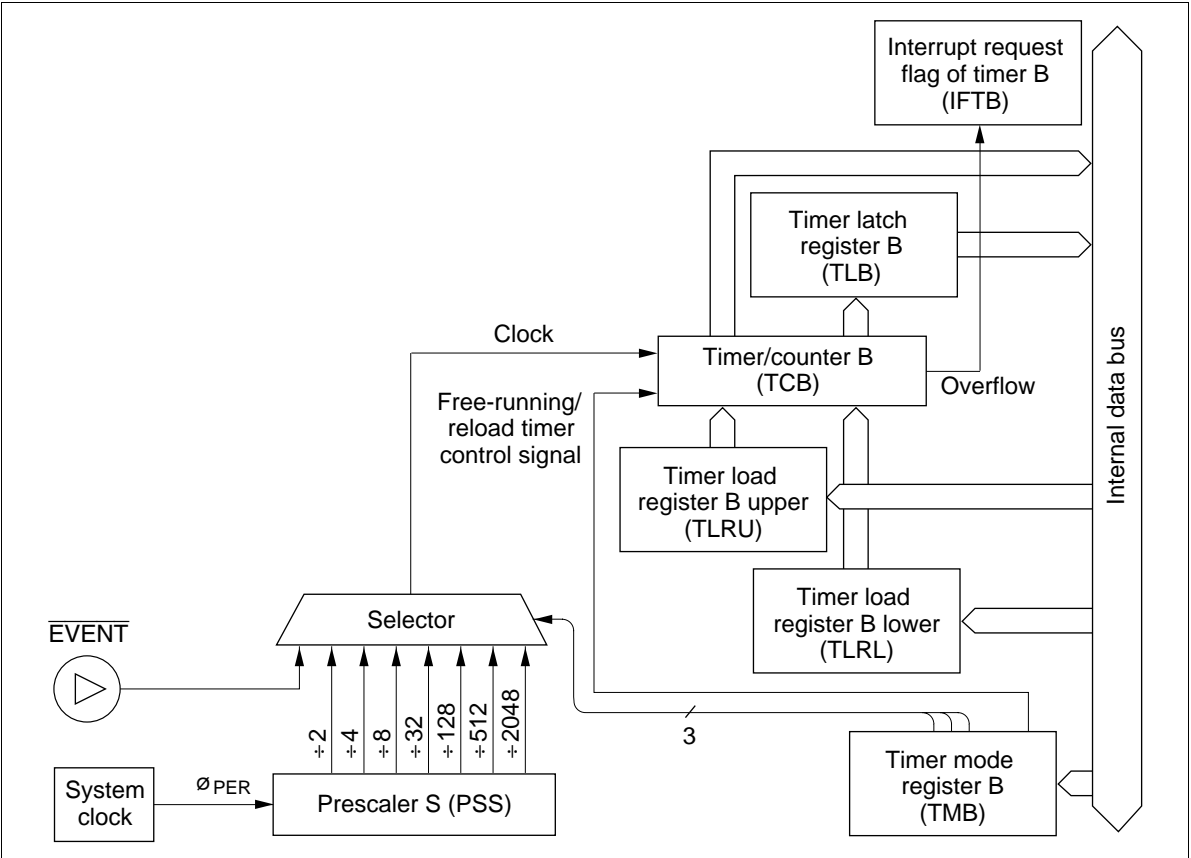 Interrupt request
flag of timer B
(IFTB)
Timer latch
register B
(TLB)
Clock
Timer/counter B
(TCB)
Overflow
Free-running/
reload timer
control signal
Timer load
register B upper
(TLRU)
Internal data bus
Timer load
register B lower
(TLRL)
Selector
EVENT
÷2
÷4
÷8
÷32
÷128
÷512
÷2048
3
System
clock
ø PER
Prescaler S (PSS)
Timer mode
register B
(TMB)